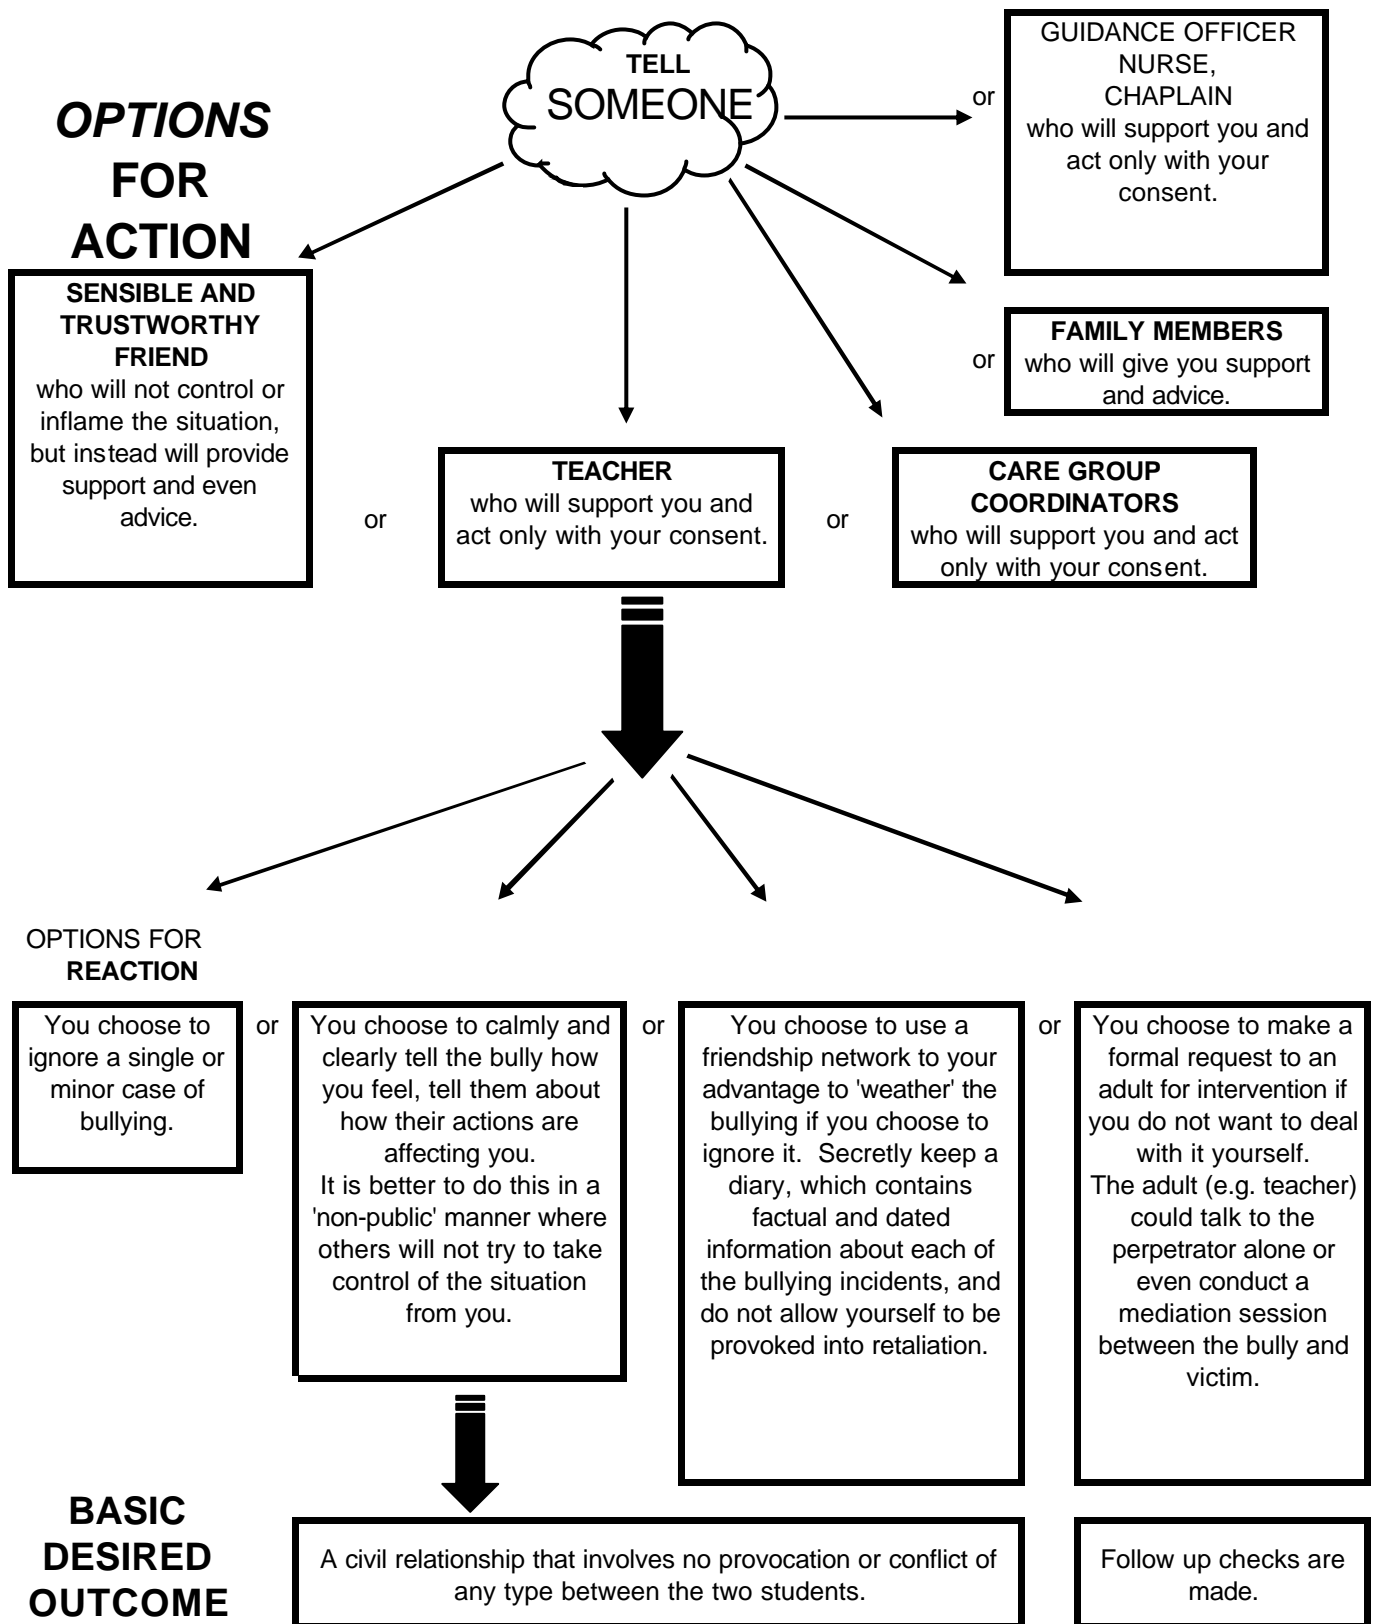 OPTIONS
FOR
ACTION
TELL
SOMEONE
or
GUIDANCE OFFICER
NURSE,
CHAPLAIN
who will support you and
act only with your
consent.
SENSIBLE AND
TRUSTWORTHY
FRIEND
who will not control or
inflame the situation,
but instead will provide
support and even
advice.
or
FAMILY MEMBERS
who will give you support
and advice.
or
TEACHER
who will support you and
act only with your consent.
or
CARE GROUP
COORDINATORS
who will support you and act
only with your consent.
OPTIONS FOR
REACTION
You choose to
ignore a single or
minor case of
bullying.
or
You choose to calmly and
clearly tell the bully how
you feel, tell them about
how their actions are
affecting you.
It is better to do this in a
'non-public' manner where
others will not try to take
control of the situation
from you.
or
You choose to use a
friendship network to your
advantage to 'weather' the
bullying if you choose to
ignore it.  Secretly keep a
diary, which contains
factual and dated
information about each of
the bullying incidents, and
do not allow yourself to be
provoked into retaliation.
or
You choose to make a
formal request to an
adult for intervention if
you do not want to deal
with it yourself.
The adult (e.g. teacher)
could talk to the
perpetrator alone or
even conduct a
mediation session
between the bully and
victim.
BASIC
DESIRED
OUTCOME
A civil relationship that involves no provocation or conflict of
any type between the two students.
Follow up checks are
made.